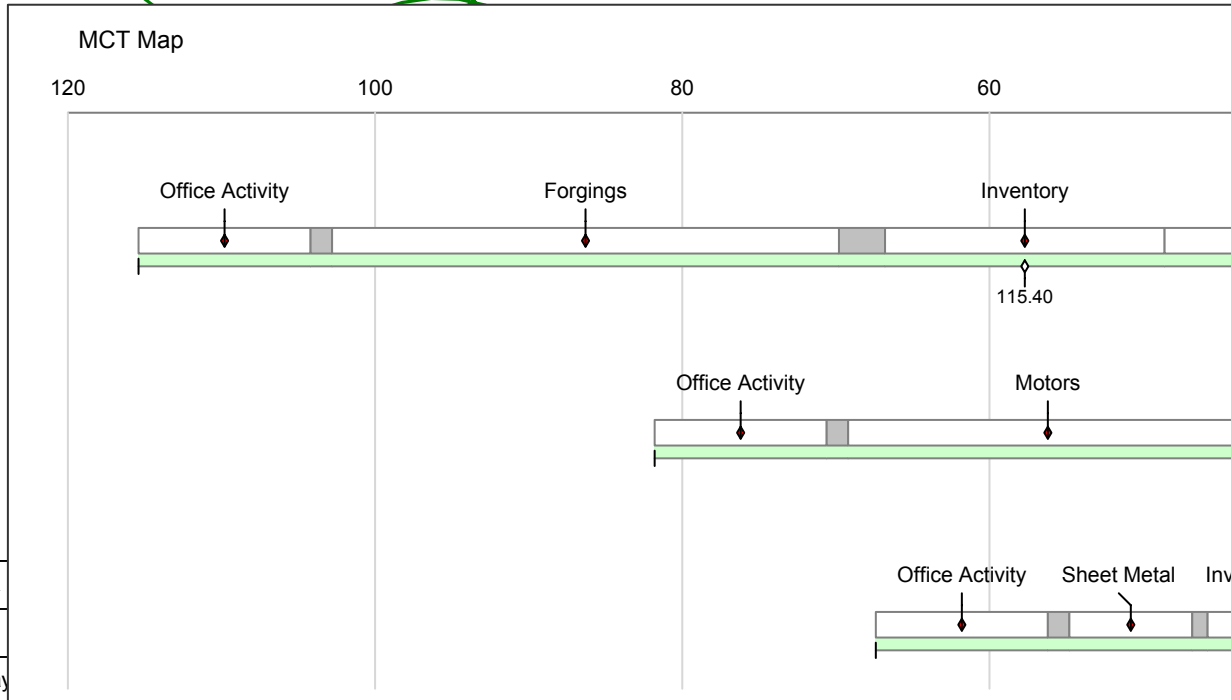 MCT Map
120 100 80 60
Office Activity Forgings Inventory
115.40
Office Activity Motors
Office Activity Sheet Metal Inv